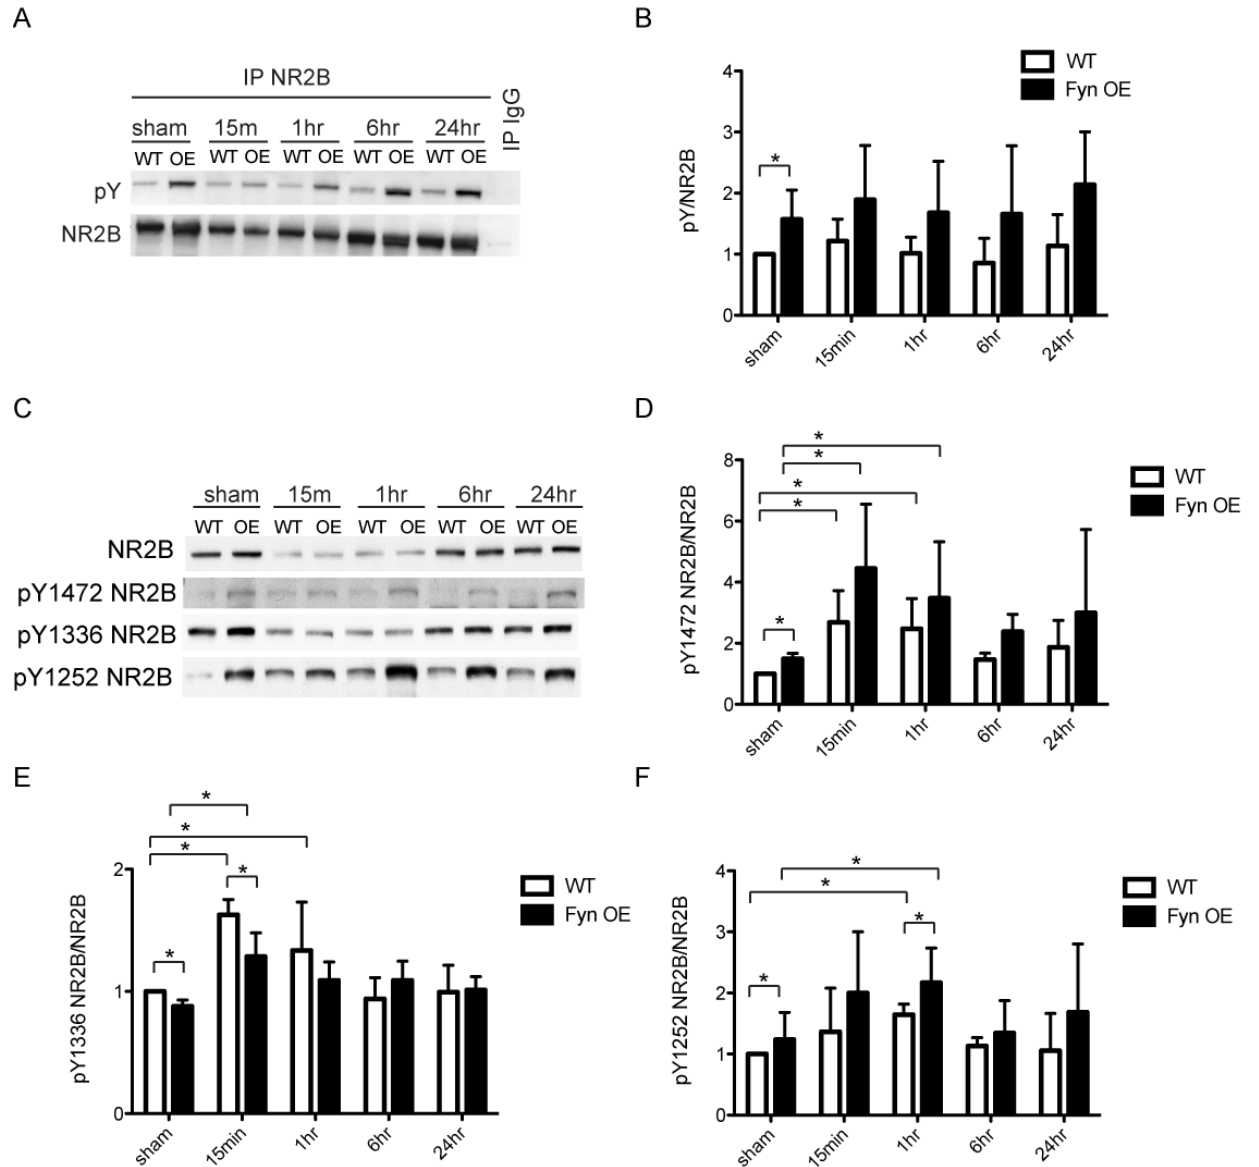 A
IP NR2B
IP IgG
sham 15m 1hr 6hr 24hr
WT OE WT OE WT OE WT OE WT OE
pY
NR2B
B
WT
Fyn OE
pY/NR2B
4
3
2
1
0
*
sham 15min 1hr 6hr 24hr
C
sham 15m 1hr 6hr 24hr
WT OE WT OE WT OE WT OE WT OE
NR2B
pY1472 NR2B
pY1336 NR2B
pY1252 NR2B
D
WT
Fyn OE
pY1472 NR2B/NR2B
8
6
4
2
0
*
*
*
*
*
sham 15min 1hr 6hr 24hr
E
WT
Fyn OE
pY1336 NR2B/NR2B
2
1
0
*
*
*
*
*
sham 15min 1hr 6hr 24hr
F
WT
Fyn OE
pY1252 NR2B/NR2B
4
3
2
1
0
*
*
*
*
sham 15min 1hr 6hr 24hr